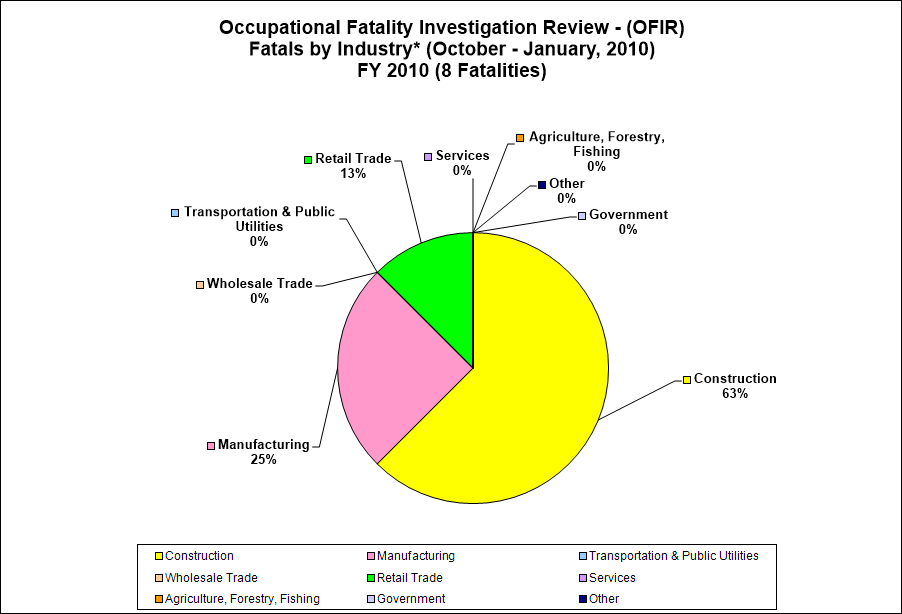 Occupational Fatality Investigation Review - (OFIR)
Fatals by Industry* (October - January, 2010)
FY 2010 (8 Fatalities)
Agriculture, Forestry,
Fishing
0%
Retail Trade
13%
Services
0%
Other
0%
Transportation & Public
Utilities
0%
Government
0%
Wholesale Trade
0%
Construction
63%
Manufacturing
25%
Construction
Manufacturing
Transportation & Public Utilities
Wholesale Trade
Retail Trade
Services
Agriculture, Forestry, Fishing
Government
Other